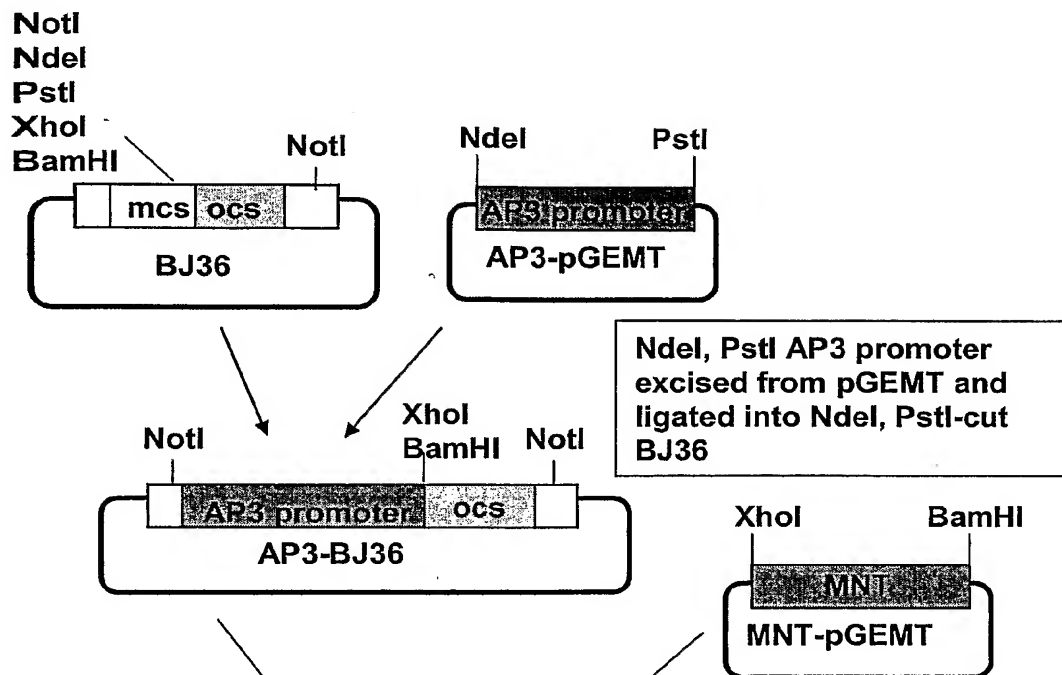 NotI
NdeI
PstI
XhoI
BamHI
NotI
mcs ocs
BJ36
NdeI PstI
AP3 promoter
AP3-pGEMT
NdeI, PstI AP3 promoter
excised from pGEMT and
ligated into NdeI, PstI-cut
BJ36
NotI
XhoI
BamHI
NotI
AP3 promoter ocs
AP3-BJ36
XhoI BamHI
MNT
MNT-pGEMT